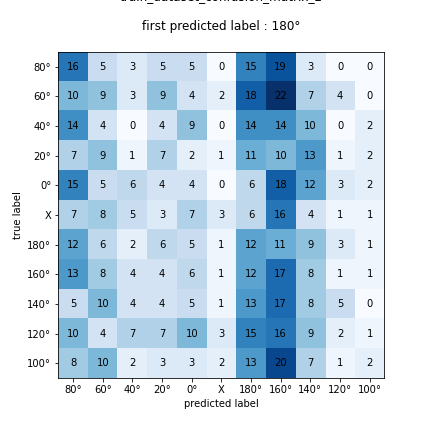 first predicted label : 180°
80° 16 5 3 5 5 0 15 19 3 0 0
60° 10 9 3 9 4 2 18 22 7 4 0
40° 14 4 0 4 9 0 14 14 10 0 2
20° 7 9 1 7 2 1 11 10 13 1 2
0° 15 5 6 4 4 0 6 18 12 3 2
X 7 8 5 3 7 3 6 16 4 1 1
180° 12 6 2 6 5 1 12 11 9 3 1
160° 13 8 4 4 6 1 12 17 8 1 1
140° 5 10 4 4 5 1 13 17 8 5 0
120° 10 4 7 7 10 3 15 16 9 2 1
100° 8 10 2 3 3 2 13 20 7 1 2
80° 60° 40° 20° 0° X 180° 160° 140° 120° 100°
predicted label
true label